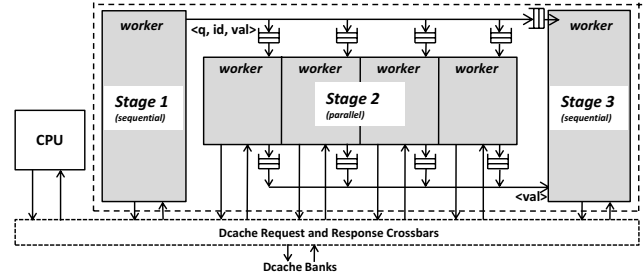 worker
<q, id, val>
worker
worker
worker
worker
worker
Stage 1
(sequential)
Stage 2
(parallel)
Stage 3
(sequential)
CPU
<val>
Dcache Request and Response Crossbars
Dcache Banks